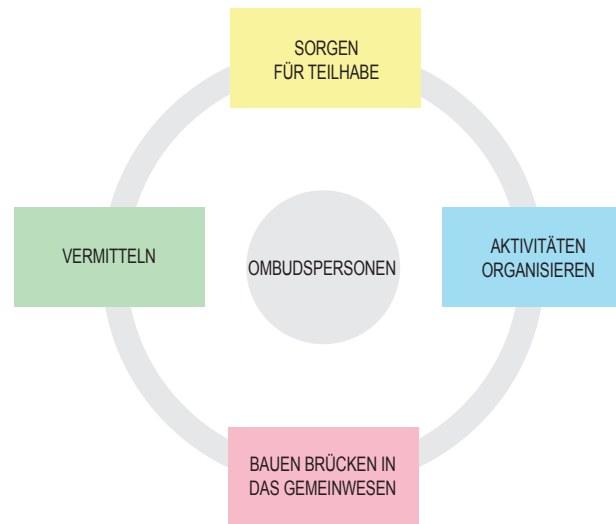 SORGEN
FÜR TEILHABE
VERMITTELN
OMBUDSPERSONEN
AKTIVITÄTEN
ORGANISIEREN
BAUEN BRÜCKEN IN
DAS GEMEINWESEN